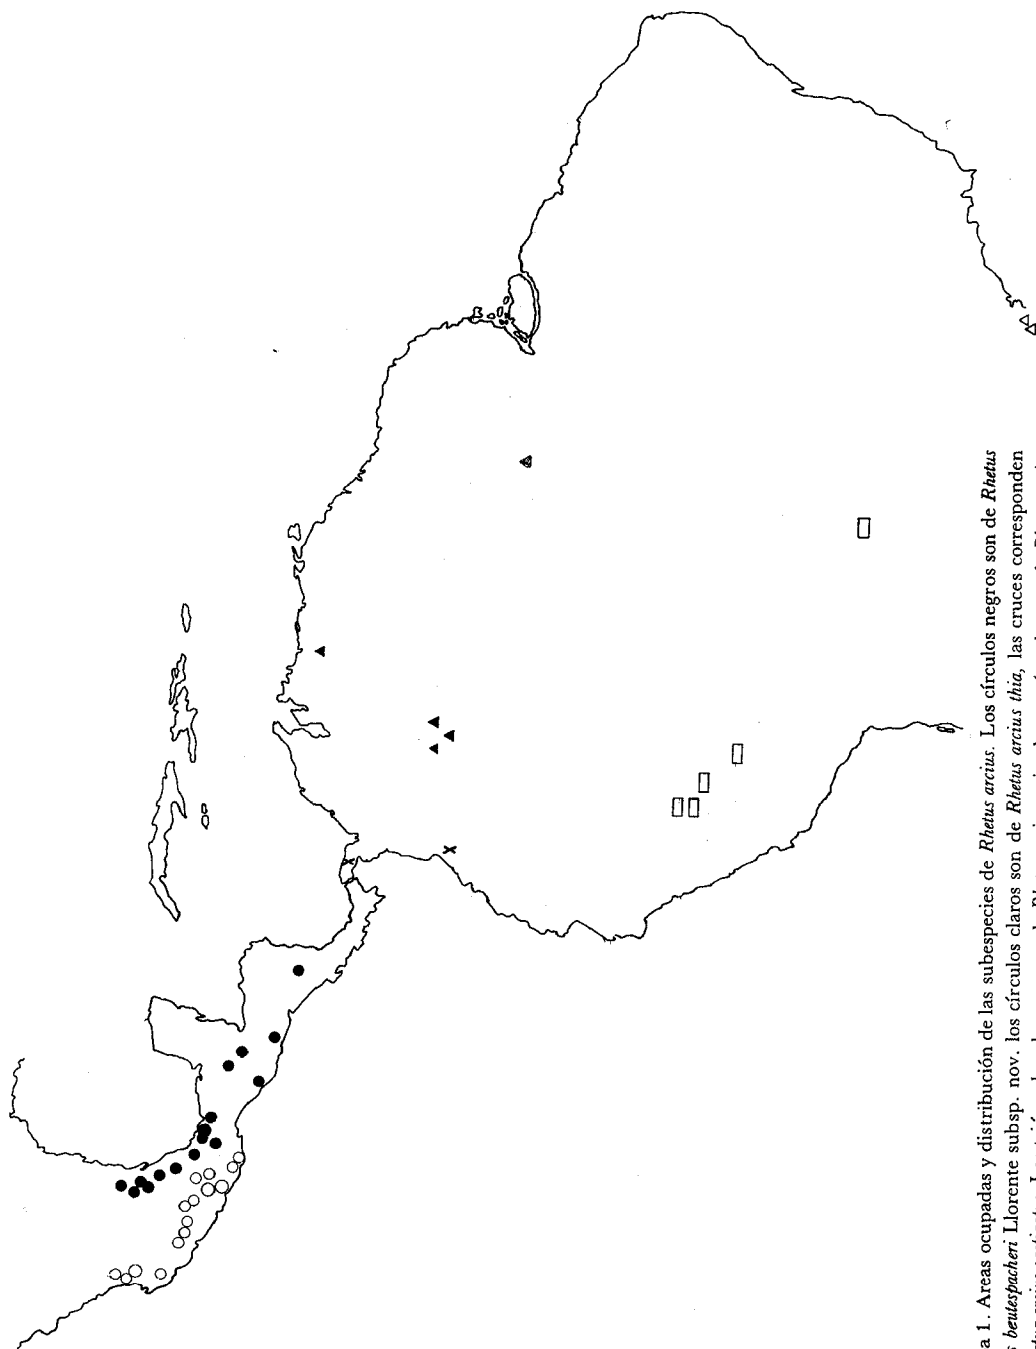 a 1. Areas ocupadas y distribución de las subespecies de Rhetus arcius. Los círculos negros son de Rhetus
beutespacheri Llorente subsp. nov. los círculos claros son de Rhetus arcius thia, las cruces corresponden